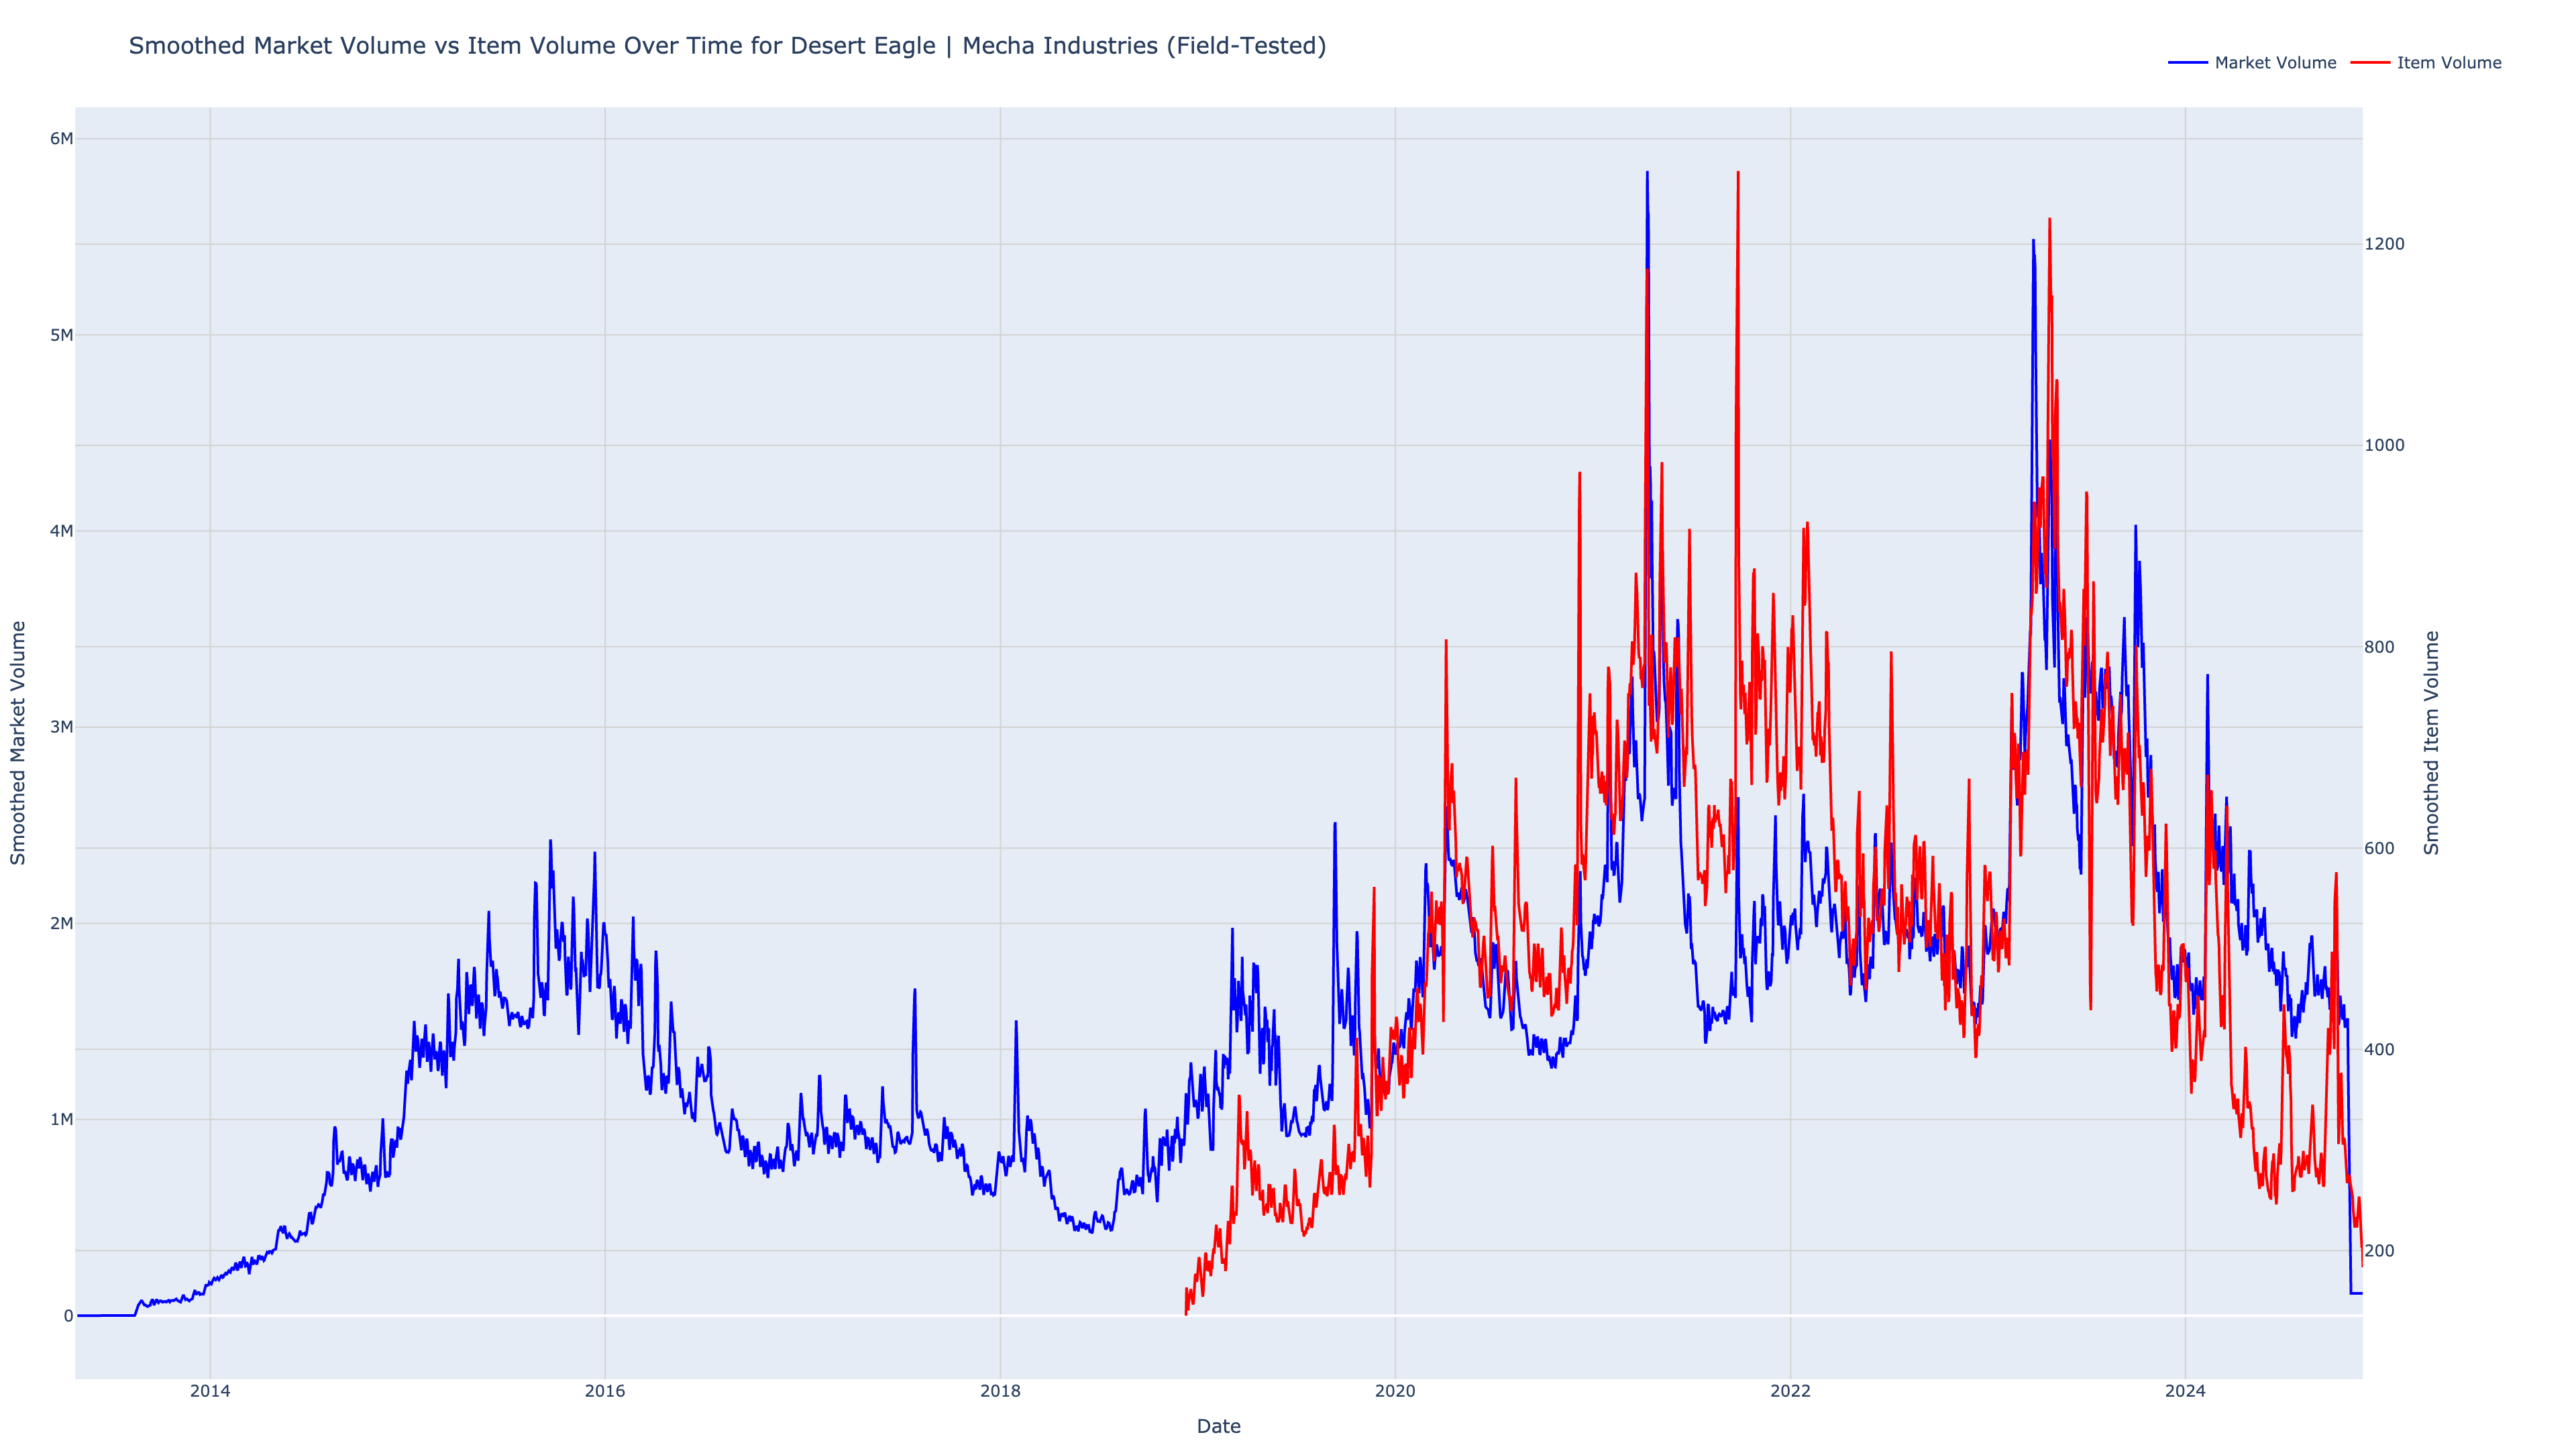 Smoothed Market Volume vs Item Volume Over Time for Desert Eagle | Mecha Industries (Field-Tested)
Market Volume
Item Volume
6M
5M
4M
3M
2M
1M
0
Smoothed Market Volume
1200
1000
800
600
400
200
Smoothed Item Volume
2014
2016
2018
2020
2022
2024
Date